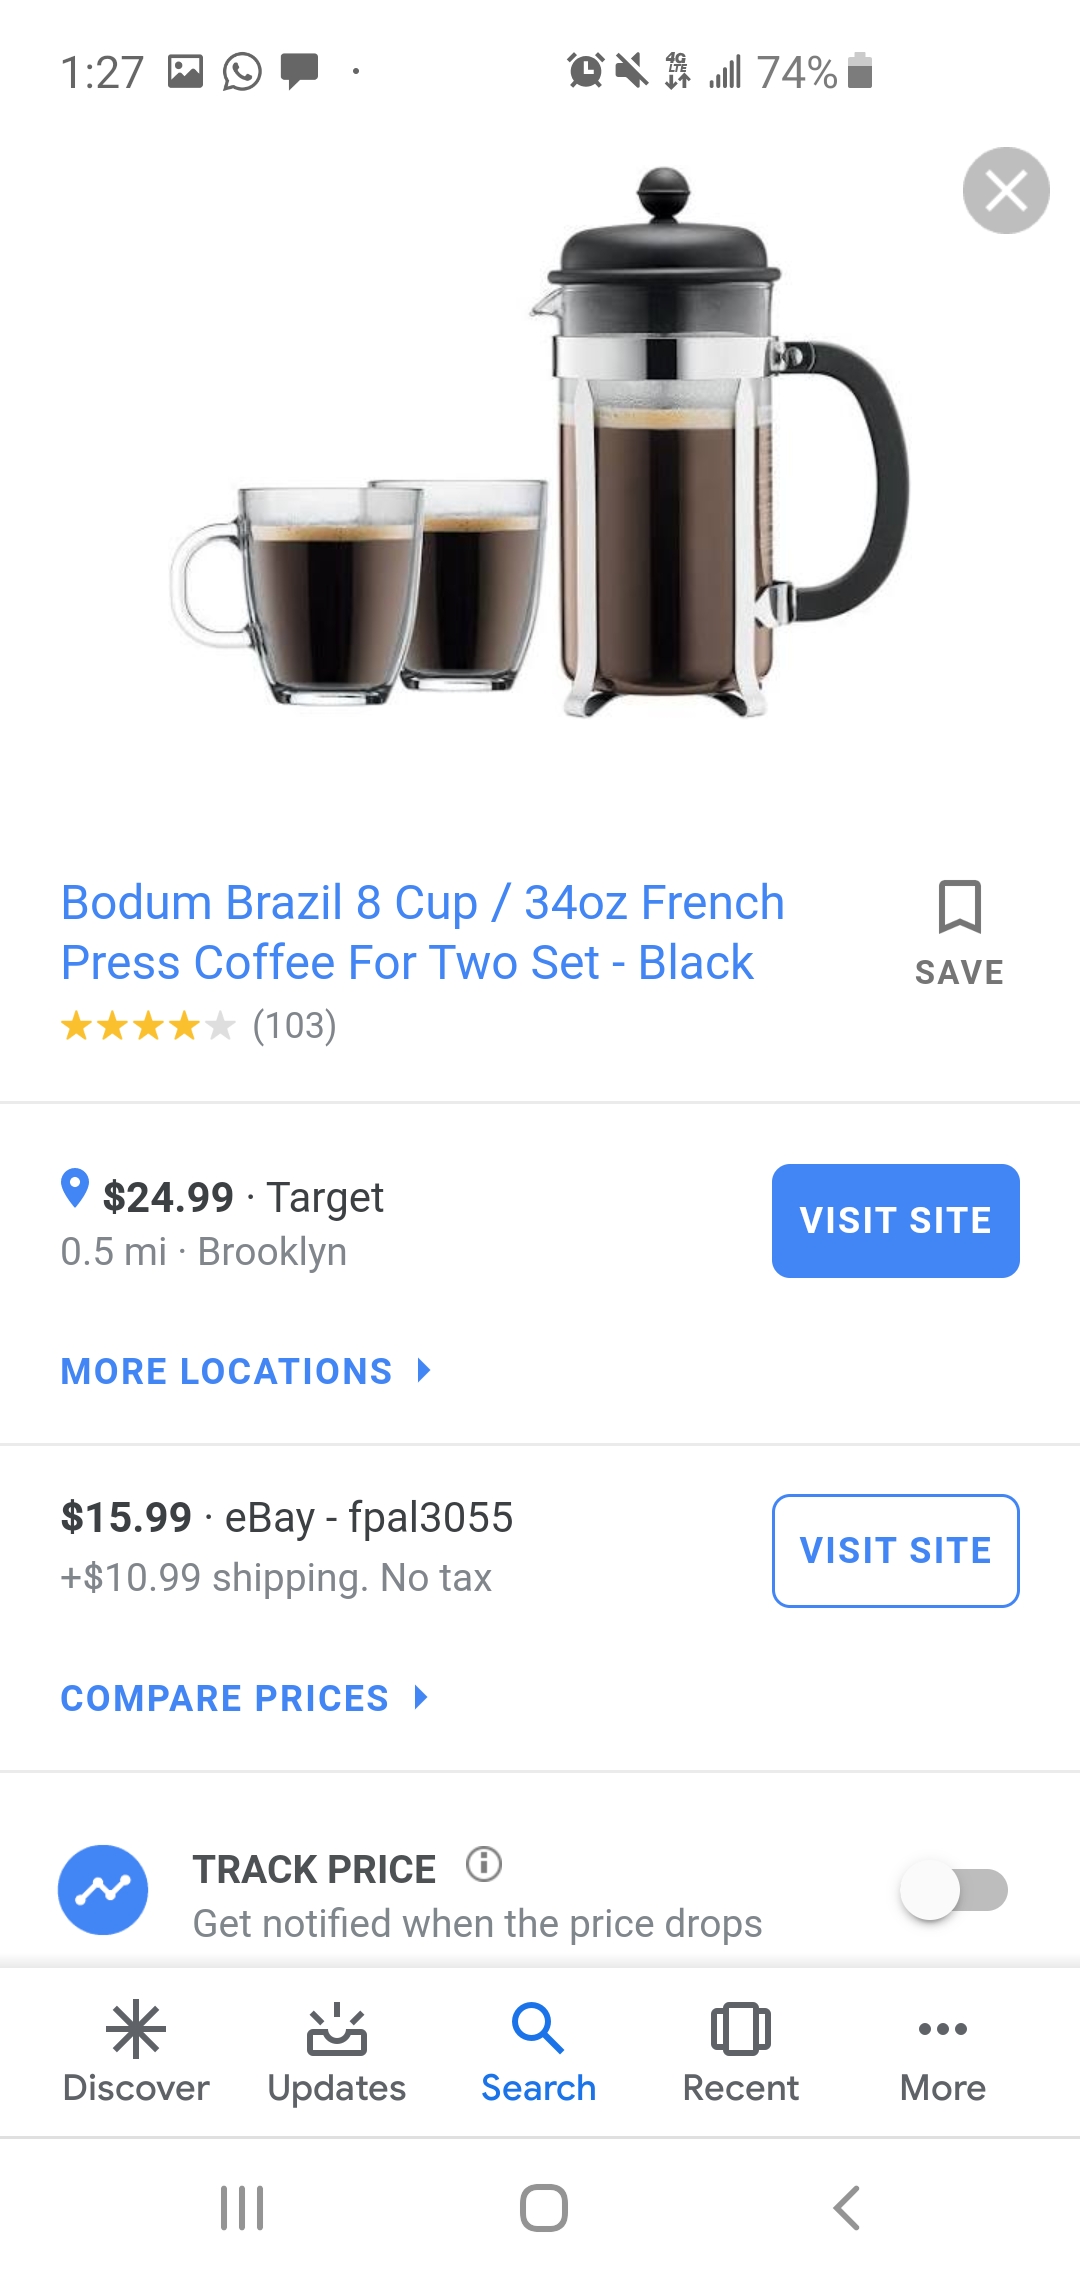 1:27
4G LTE 74%
Bodum Brazil 8 Cup / 34oz French
Press Coffee For Two Set - Black
SAVE
(103)
$24.99 · Target
0.5 mi · Brooklyn
VISIT SITE
MORE LOCATIONS
$15.99 · eBay - fpal3055
+$10.99 shipping. No tax
VISIT SITE
COMPARE PRICES
TRACK PRICE
Get notified when the price drops
Discover Updates Search Recent More